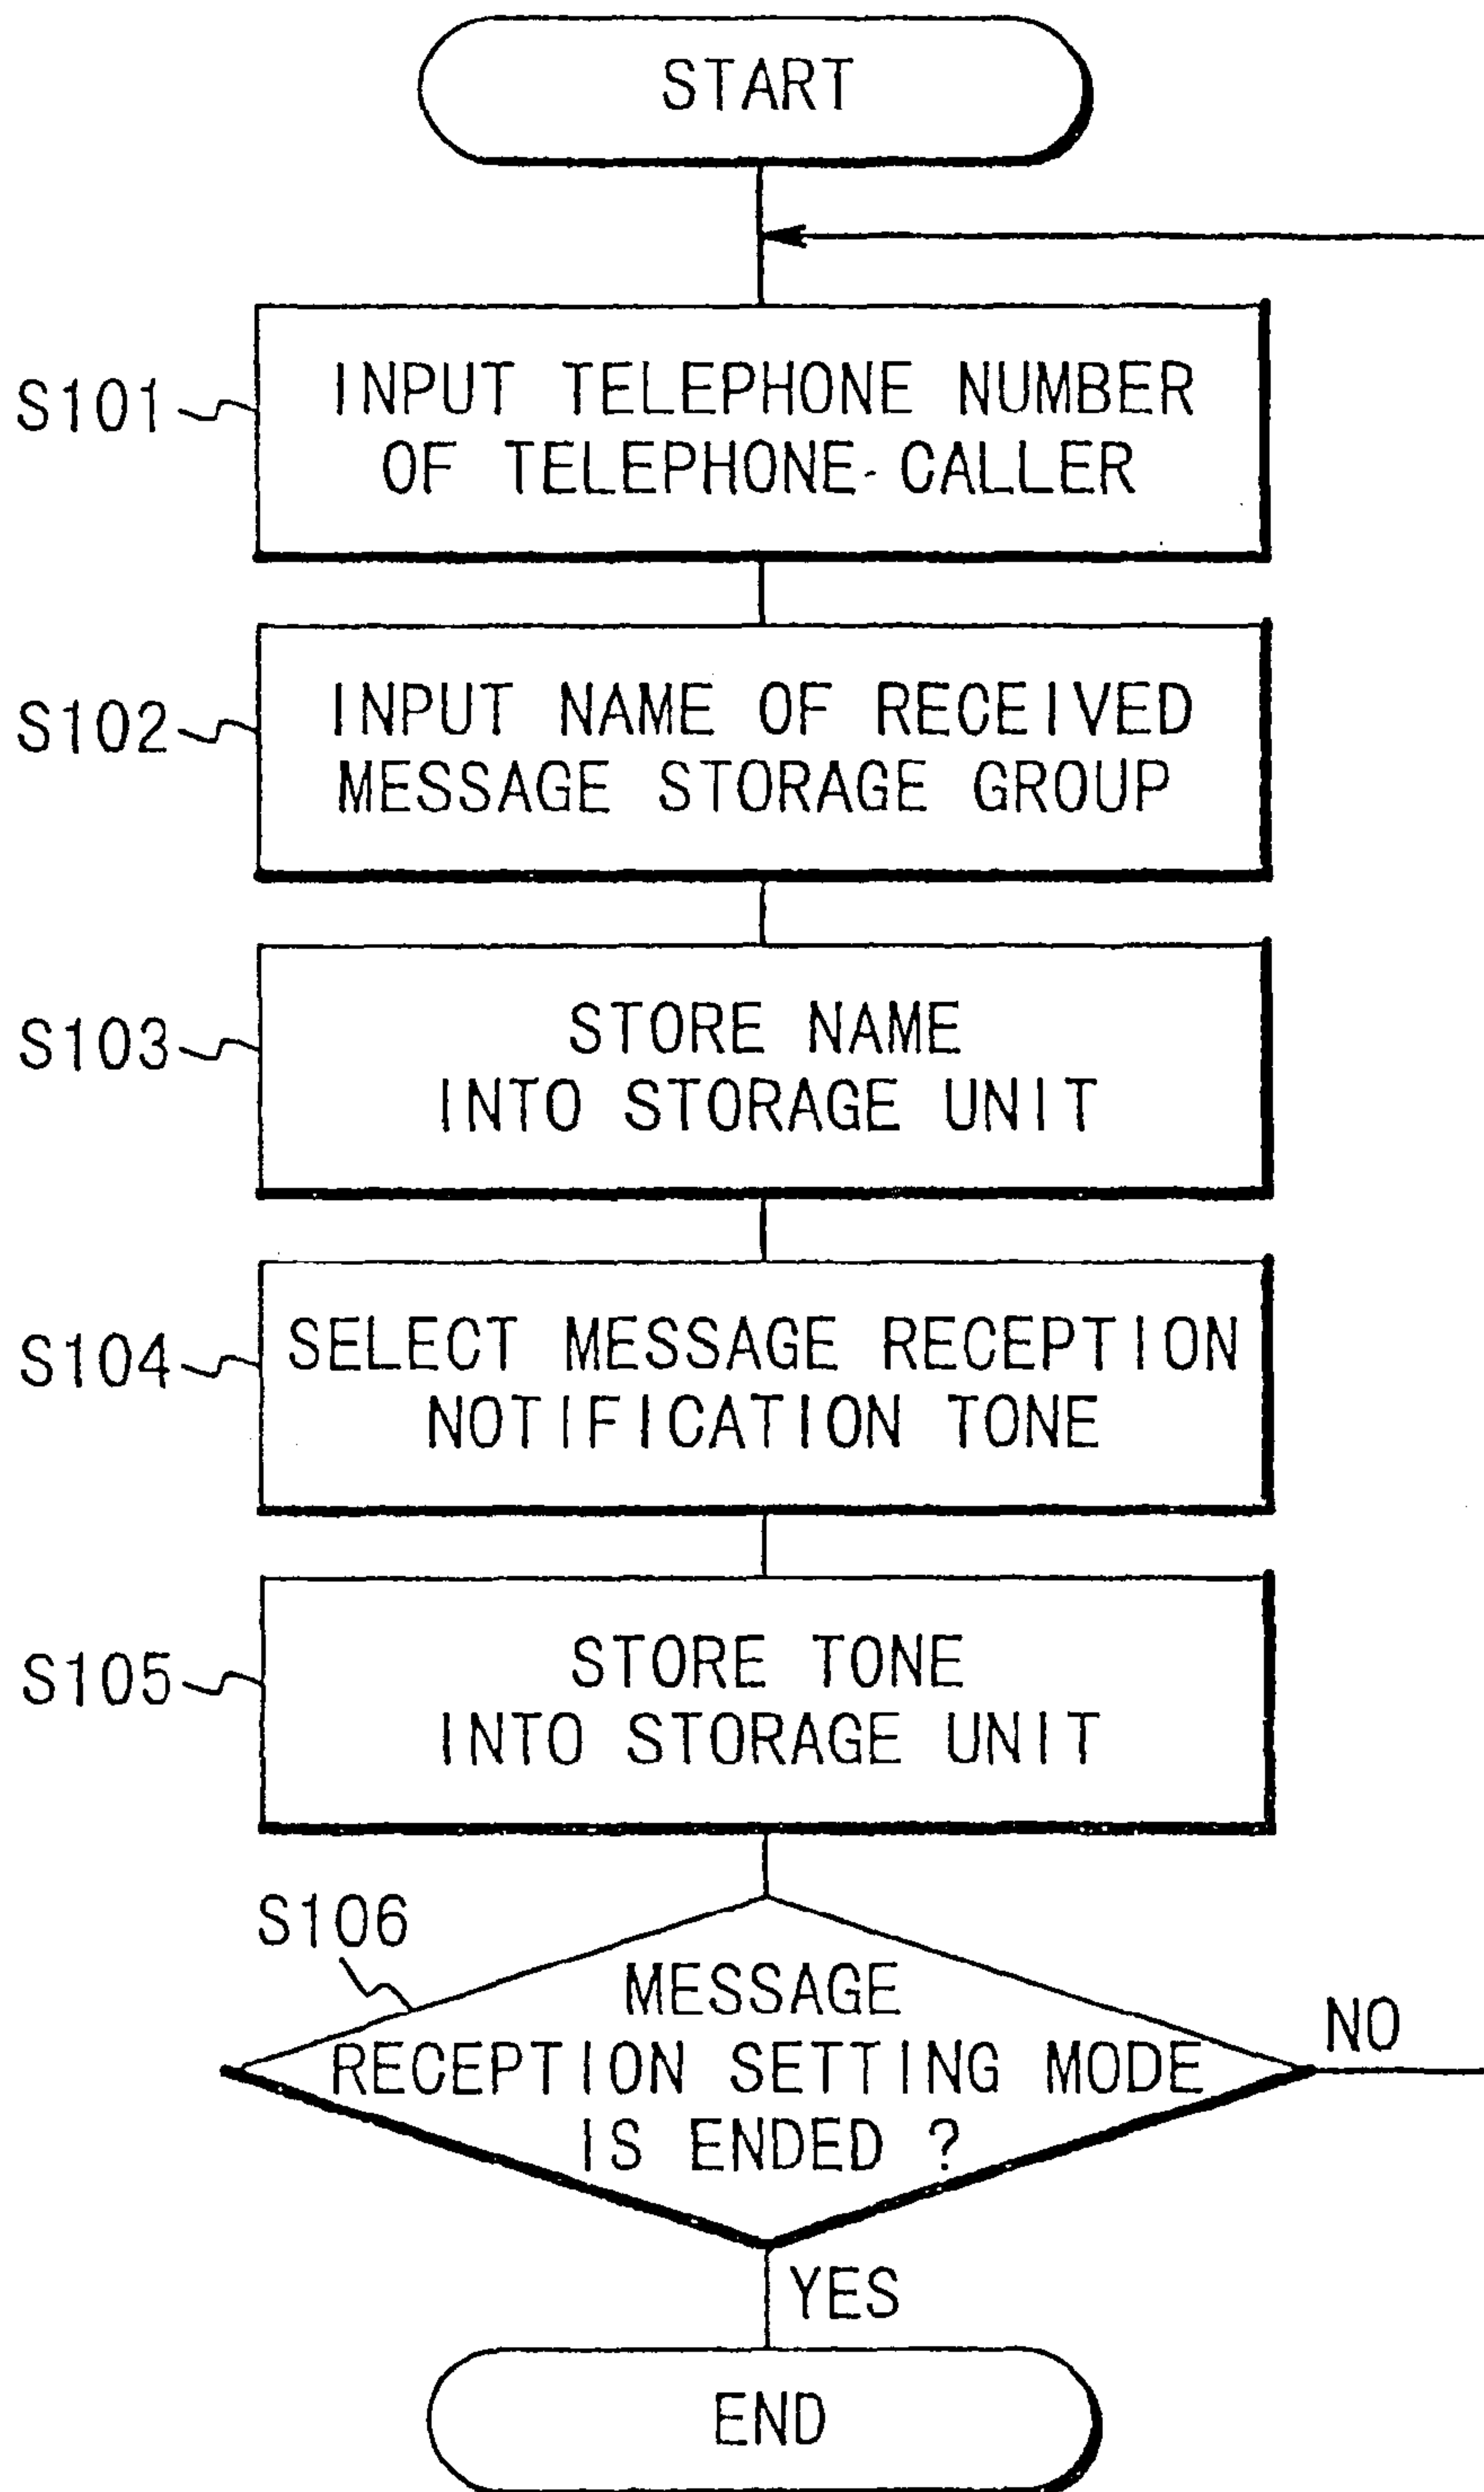 START
S101
INPUT TELEPHONE NUMBER
OF TELEPHONE-CALLER
S102
INPUT NAME OF RECEIVED
MESSAGE STORAGE GROUP
S103
STORE NAME
INTO STORAGE UNIT
S104
SELECT MESSAGE RECEPTION
NOTIFICATION TONE
S105
STORE TONE
INTO STORAGE UNIT
S106
MESSAGE
RECEPTION SETTING MODE
IS ENDED ?
NO
YES
END